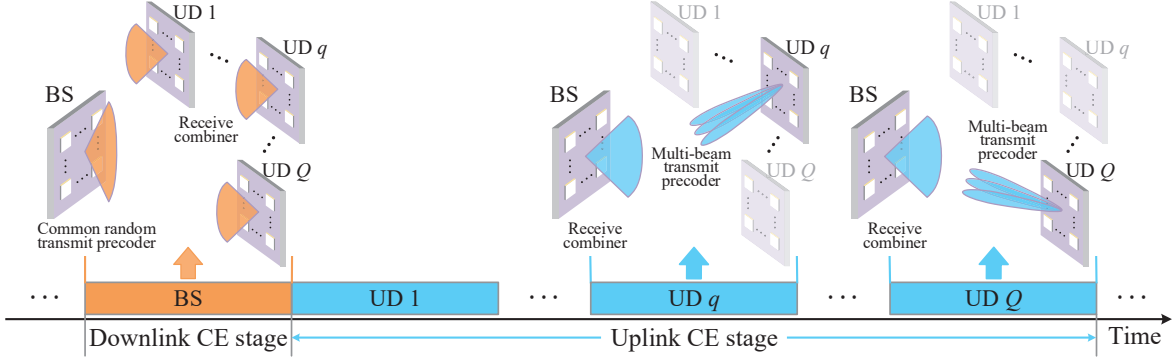 UD 1
...
UD q
BS
Receive
combiner
...
UD Q
Common random
transmit precoder
UD 1
...
UD q
BS
Multi-beam
transmit
precoder
...
UD Q
Receive
combiner
UD 1
...
UD q
BS
Multi-beam
transmit
precoder
...
UD Q
Receive
combiner
... BS UD 1 ... UD q ... UD Q ...
Downlink CE stage Uplink CE stage Time